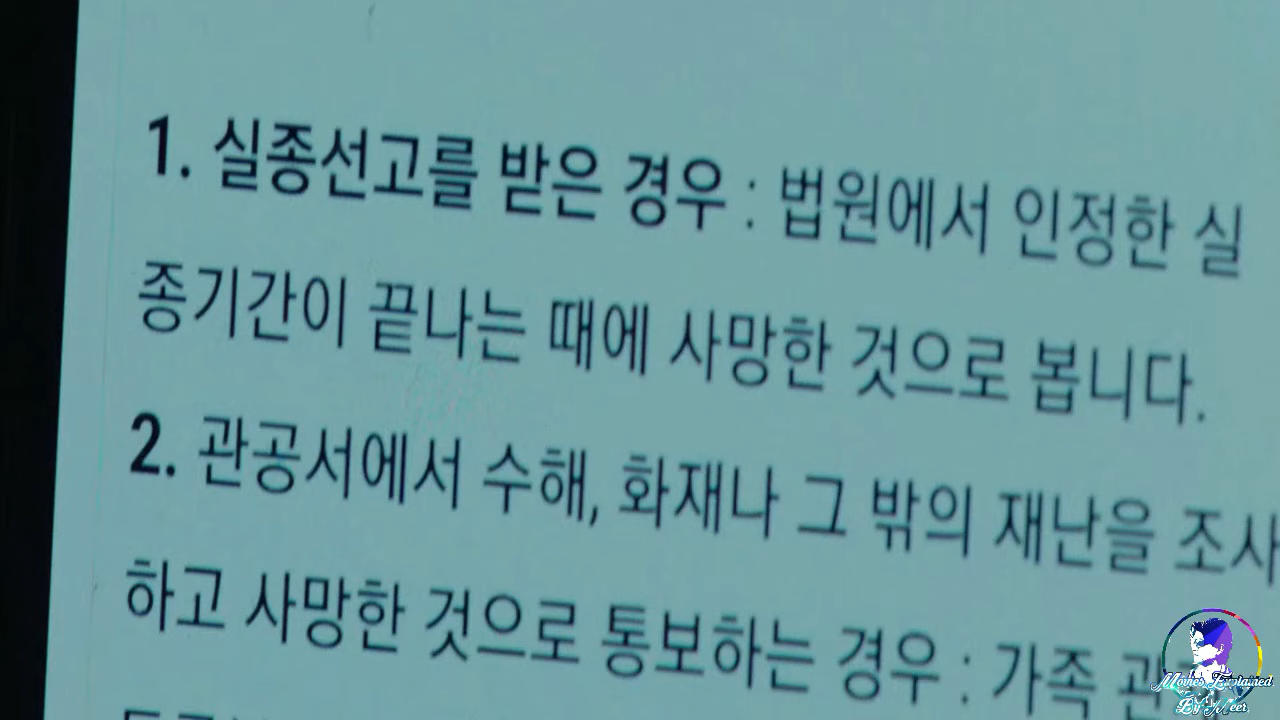 1. 실종선고를 받은 경우 : 법원에서 인정한 실
종기간이 끝나는 때에 사망한 것으로 봅니다.
2. 관공서에서 수해, 화재나 그 밖의 재난을 조사
하고 사망한 것으로 통보하는 경우 : 가족 관
Movies Explained
By Meer